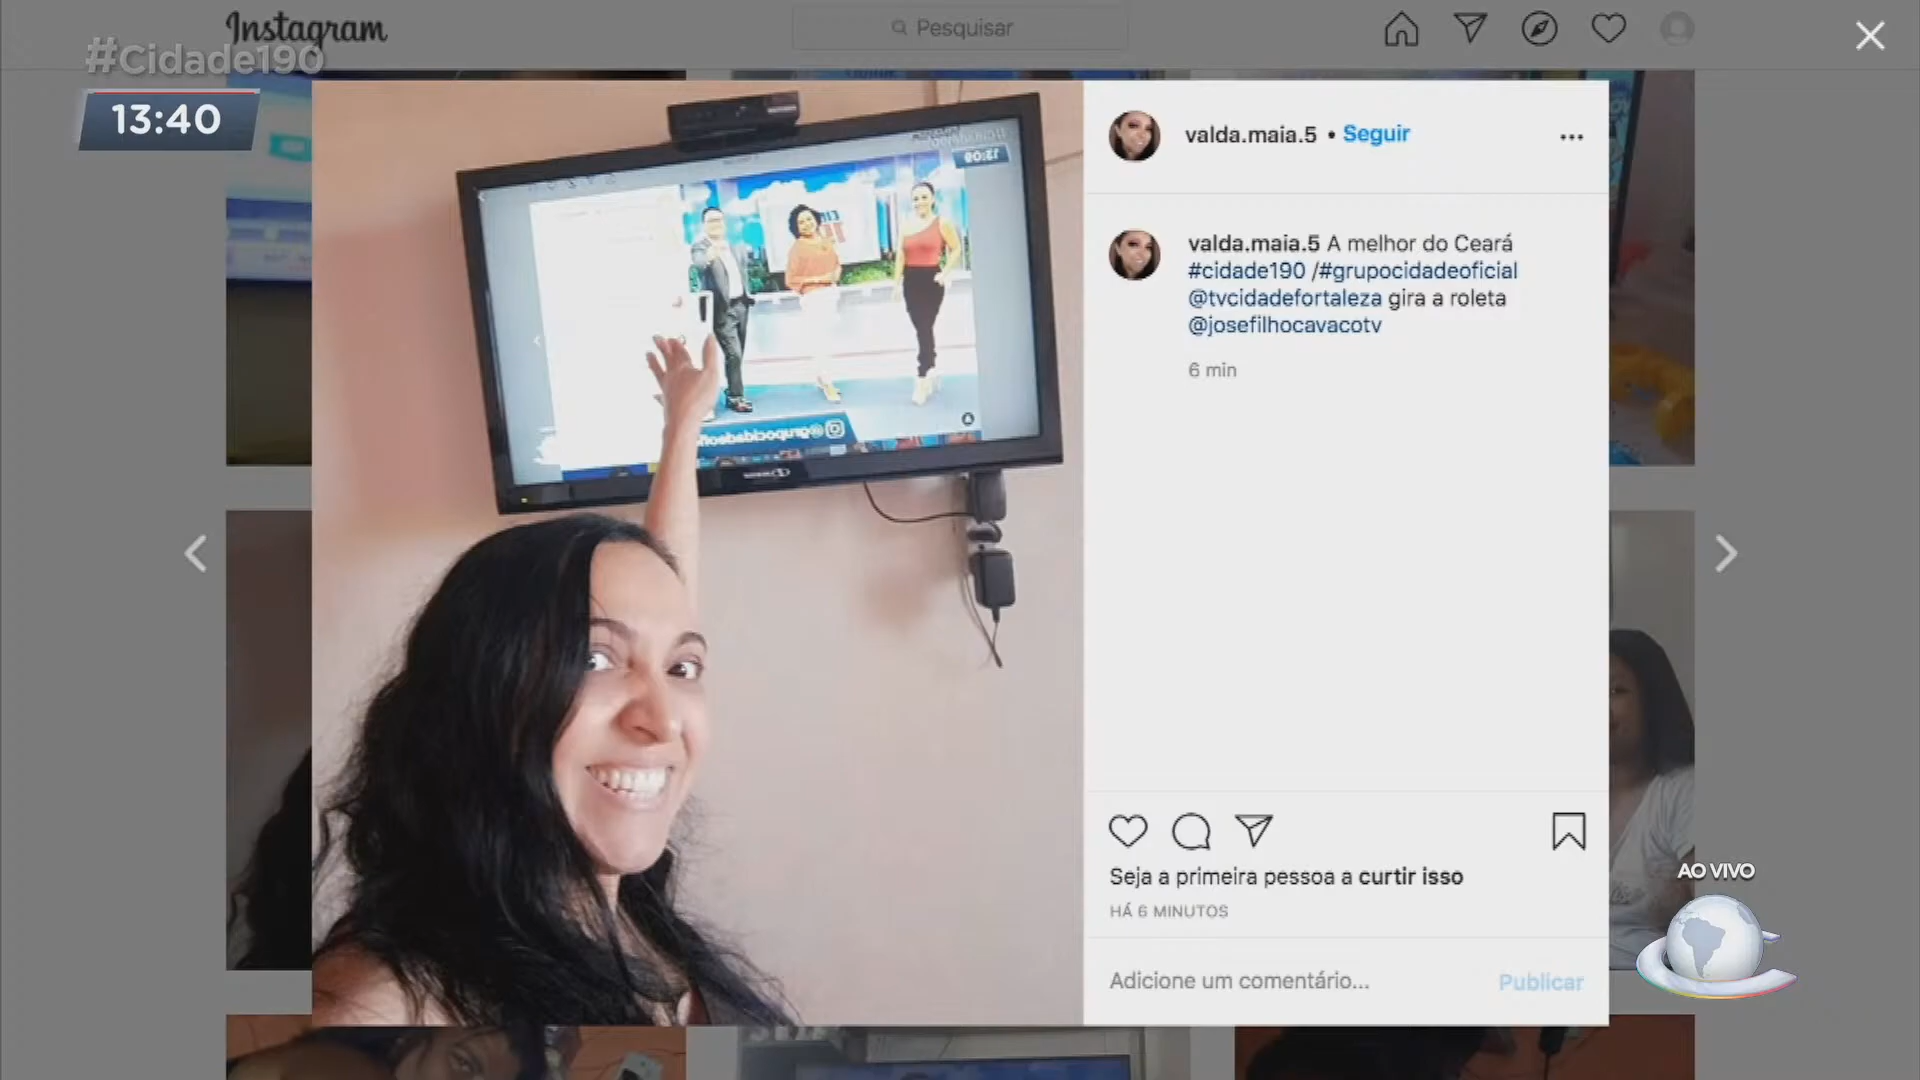 Instagram
Pesquisar
#Cidade190
13:40
valda.maia.5 • Seguir
valda.maia.5 A melhor do Ceará
#cidade190 /#grupocidadeoficial
@tvcidadefortaleza gira a roleta
@josefilhocavacotv
6 min
Seja a primeira pessoa a curtir isso
HÁ 6 MINUTOS
Adicione um comentário... Publicar
AO VIVO